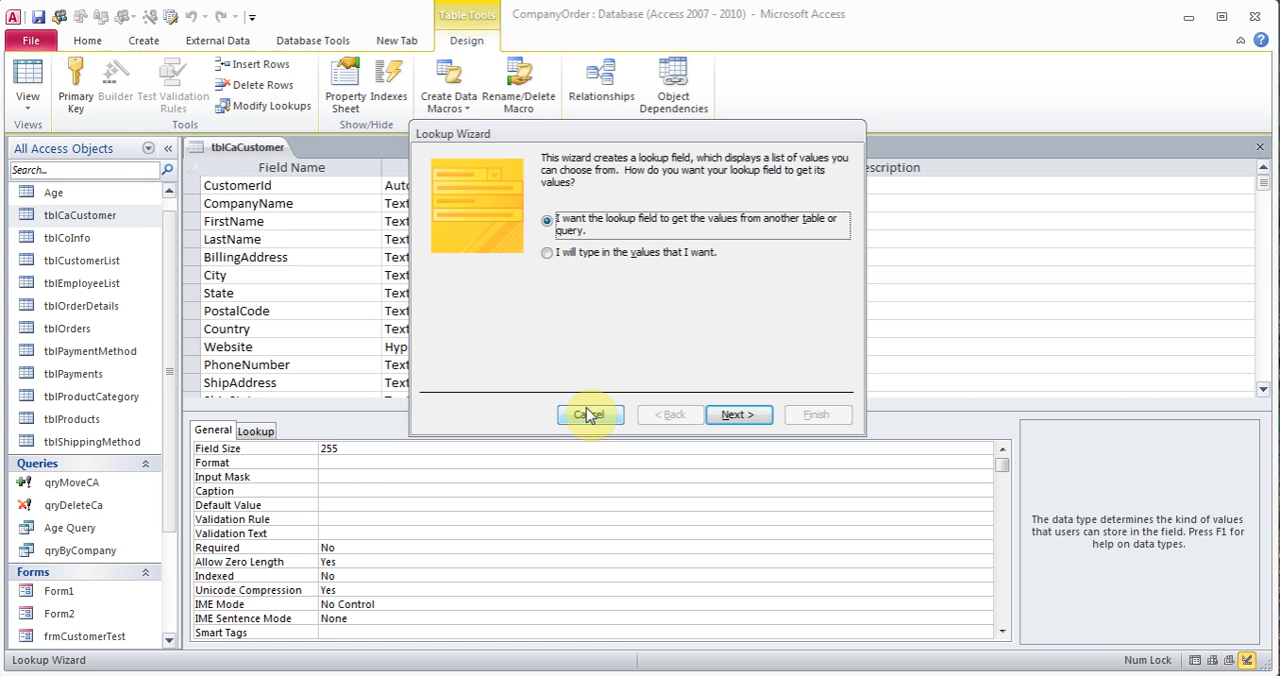 Table Tools
CompanyOrder : Database (Access 2007 - 2010) - Microsoft Access
File
Home
Create
External Data
Database Tools
New Tab
Design
View
Primary Key
Builder
Test Validation Rules
Insert Rows
Delete Rows
Modify Lookups
Property Sheet
Indexes
Create Data Macros
Rename/Delete Macro
Relationships
Object Dependencies
Views
Tools
Show/Hide
All Access Objects
Search...
Age
tblCaCustomer
tblCoInfo
tblCustomerList
tblEmployeeList
tblOrderDetails
tblOrders
tblPaymentMethod
tblPayments
tblProductCategory
tblProducts
tblShippingMethod
Queries
qryMoveCA
qryDeleteCa
Age Query
qryByCompany
Forms
Form1
Form2
frmCustomerTest
tblCaCustomer
Field Name
escription
CustomerId Aut
CompanyName Text
FirstName Text
LastName Text
BillingAddress Text
City Text
State Text
PostalCode Text
Country Text
Website Hyp
PhoneNumber Text
ShipAddress Text
Lookup Wizard
This wizard creates a lookup field, which displays a list of values you
can choose from. How do you want your lookup field to get its
values?
I want the lookup field to get the values from another table or
query.
I will type in the values that I want.
Cancel
< Back
Next >
Finish
General
Lookup
Field Size 255
Format
Input Mask
Caption
Default Value
Validation Rule
Validation Text
Required No
Allow Zero Length Yes
Indexed No
Unicode Compression Yes
IME Mode No Control
IME Sentence Mode None
Smart Tags
The data type determines the kind of values
that users can store in the field. Press F1 for
help on data types.
Lookup Wizard
Num Lock